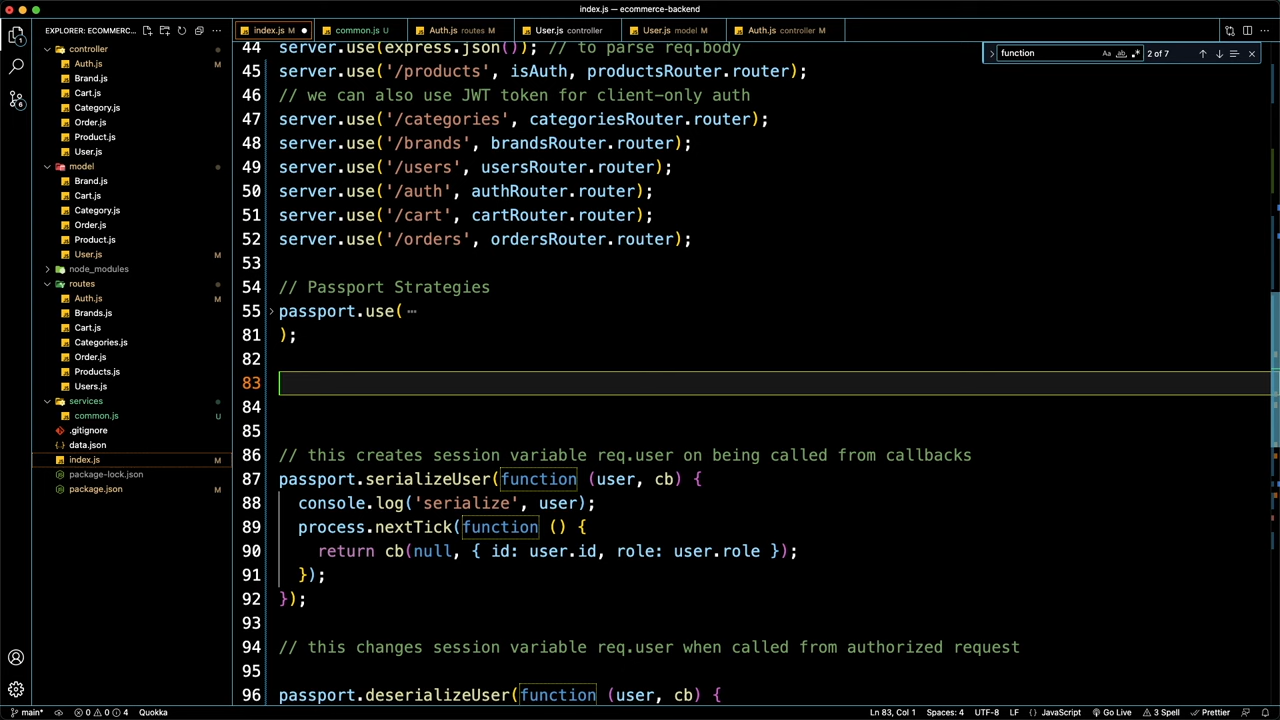 index.js — ecommerce-backend
EXPLORER: ECOMMERC...
index.js M
common.js U
Auth.js routes M
User.js controller
User.js model M
Auth.js controller M
function
Aa
ab
2 of 7
controller
Auth.js M
Brand.js
Cart.js
Category.js
Order.js
Product.js
User.js
model
Brand.js
Cart.js
Category.js
Order.js
Product.js
User.js M
node_modules
routes
Auth.js M
Brands.js
Cart.js
Categories.js
Order.js
Products.js
Users.js
services
common.js U
.gitignore
data.json
index.js M
package-lock.json
package.json M
44 server.use(express.json()); // to parse req.body
45 server.use('/products', isAuth, productsRouter.router);
46 // we can also use JWT token for client-only auth
47 server.use('/categories', categoriesRouter.router);
48 server.use('/brands', brandsRouter.router);
49 server.use('/users', usersRouter.router);
50 server.use('/auth', authRouter.router);
51 server.use('/cart', cartRouter.router);
52 server.use('/orders', ordersRouter.router);
53
54 // Passport Strategies
55 passport.use( ⋯
81 );
82
83
84
85
86 // this creates session variable req.user on being called from callbacks
87 passport.serializeUser(function (user, cb) {
88 console.log('serialize', user);
89 process.nextTick(function () {
90 return cb(null, { id: user.id, role: user.role });
91 });
92 });
93
94 // this changes session variable req.user when called from authorized request
95
96 passport.deserializeUser(function (user, cb) {
main* 0 0 4 Quokka
Ln 83, Col 1 Spaces: 4 UTF-8 LF {} JavaScript Go Live 3 Spell Prettier